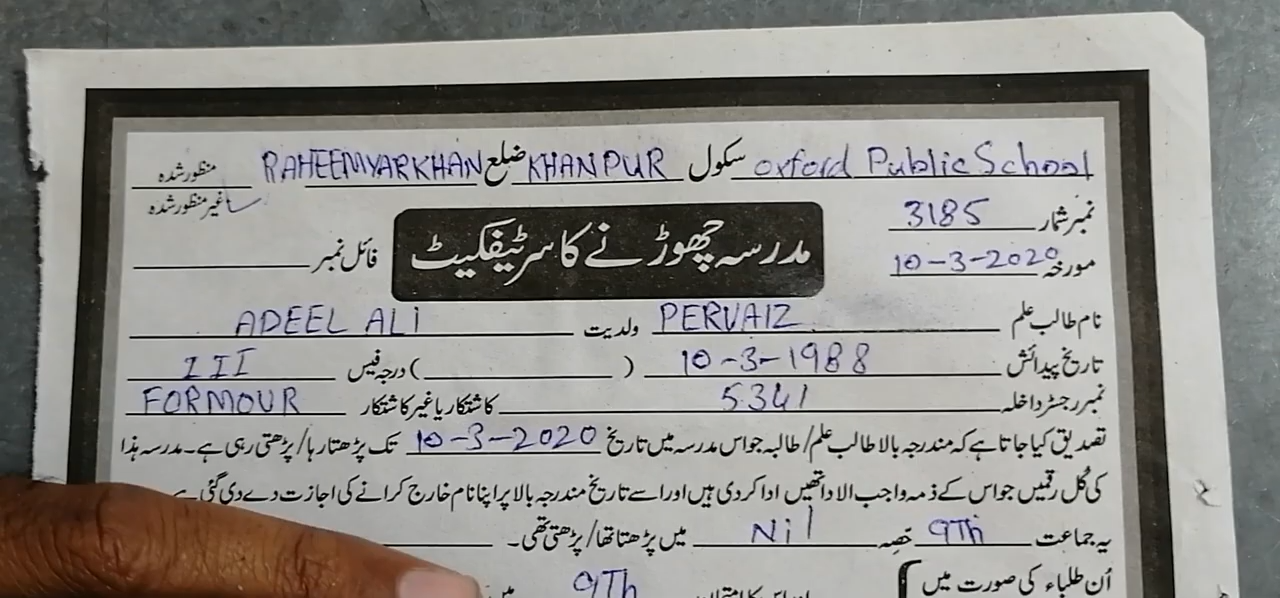 oxford Public School سکول KHANPUR ضلع RAHEEMYARKHAN منظور شدہ
غیر منظور شدہ
نمبر شمار 3185
مدرسہ چھوڑنے کا سرٹیفکیٹ
فائل نمبر
مورخہ 10-3-2020
نام طالب علم PERVAIZ ولدیت ADEEL ALI
تاریخ پیدائش 10-3-1988 ( ) درجہ فیس III
نمبر رجسٹر داخلہ 5341 کاشتکار یا غیر کاشتکار FORMOUR
تصدیق کیا جاتا ہے کہ مندرجہ بالا طالب علم/ طالبہ جو اس مدرسہ میں تاریخ 10-3-2020 تک پڑھتا رہا/ پڑھتی رہی ہے۔ مدرسہ ہذا
کی کُل رقمیں جو اس کے ذمہ واجب الادا تھیں ادا کر دی ہیں اور اسے تاریخ مندرجہ بالا پر اپنا نام خارج کرانے کی اجازت دے دی گئی ہے
یہ جماعت 9Th حصّہ Nil میں پڑھتا تھا/ پڑھتی تھی۔
اُن طلباء کی صورت میں 9Th میں